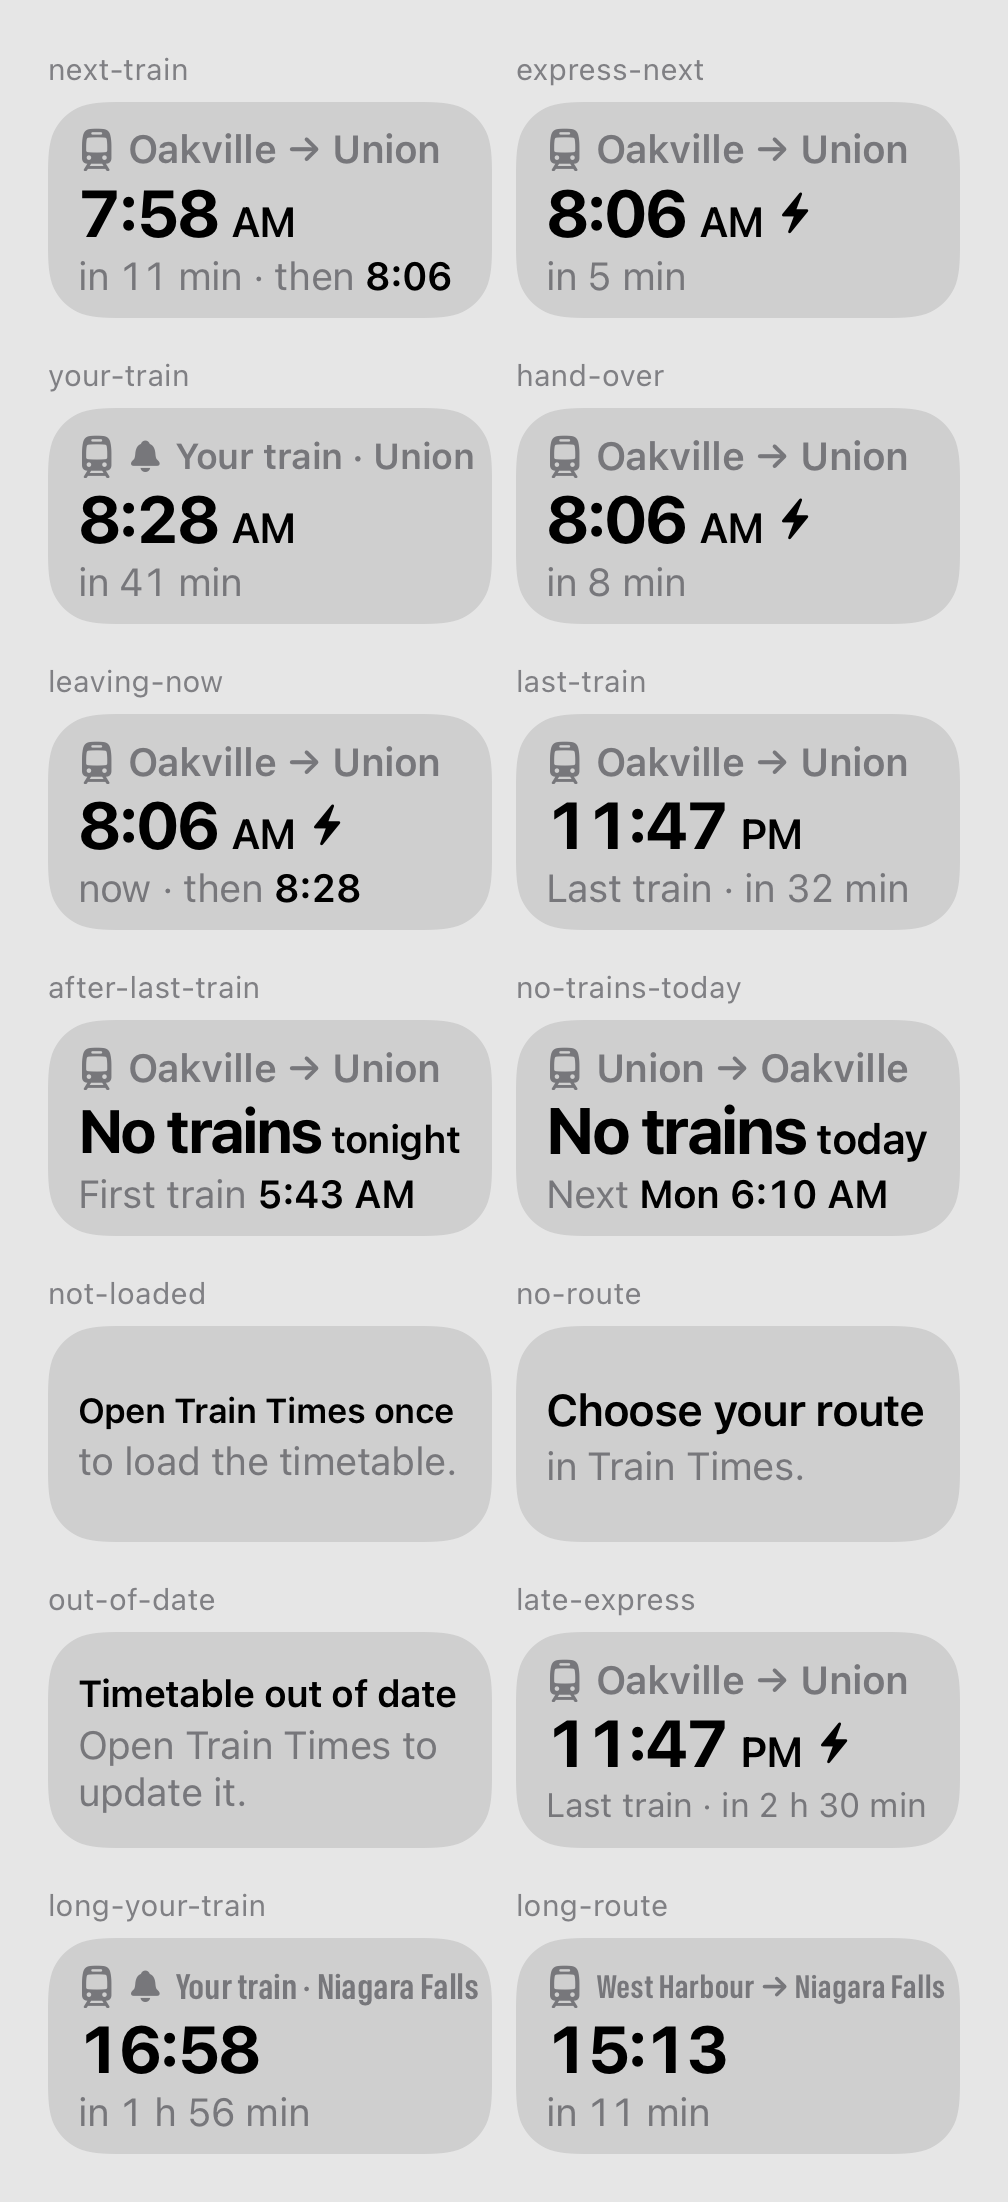 next-train
Oakville → Union
7:58 AM
in 11 min · then 8:06
express-next
Oakville → Union
8:06 AM
in 5 min
your-train
Your train · Union
8:28 AM
in 41 min
hand-over
Oakville → Union
8:06 AM
in 8 min
leaving-now
Oakville → Union
8:06 AM
now · then 8:28
last-train
Oakville → Union
11:47 PM
Last train · in 32 min
after-last-train
Oakville → Union
No trains tonight
First train 5:43 AM
no-trains-today
Union → Oakville
No trains today
Next Mon 6:10 AM
not-loaded
Open Train Times once
to load the timetable.
no-route
Choose your route
in Train Times.
out-of-date
Timetable out of date
Open Train Times to
update it.
late-express
Oakville → Union
11:47 PM
Last train · in 2 h 30 min
long-your-train
Your train · Niagara Falls
16:58
in 1 h 56 min
long-route
West Harbour → Niagara Falls
15:13
in 11 min